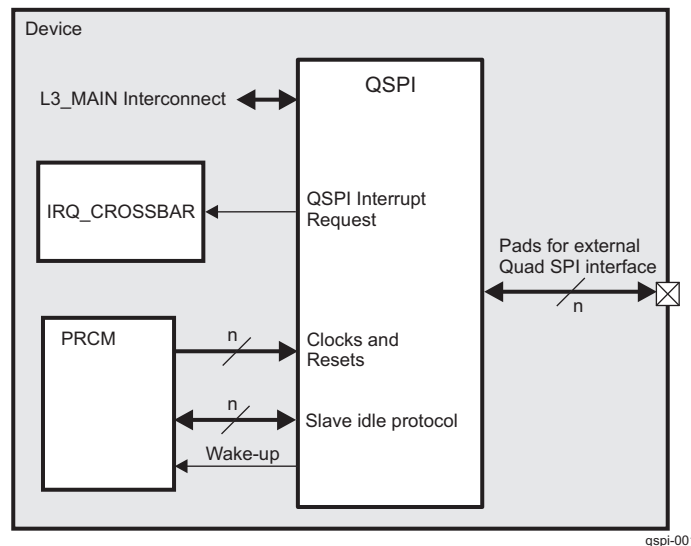 Device
QSPI
L3_MAIN Interconnect
IRQ_CROSSBAR
QSPI Interrupt
Request
Pads for external
Quad SPI interface
n
PRCM
n
Clocks and
Resets
n
Slave idle protocol
Wake-up
qspi-00